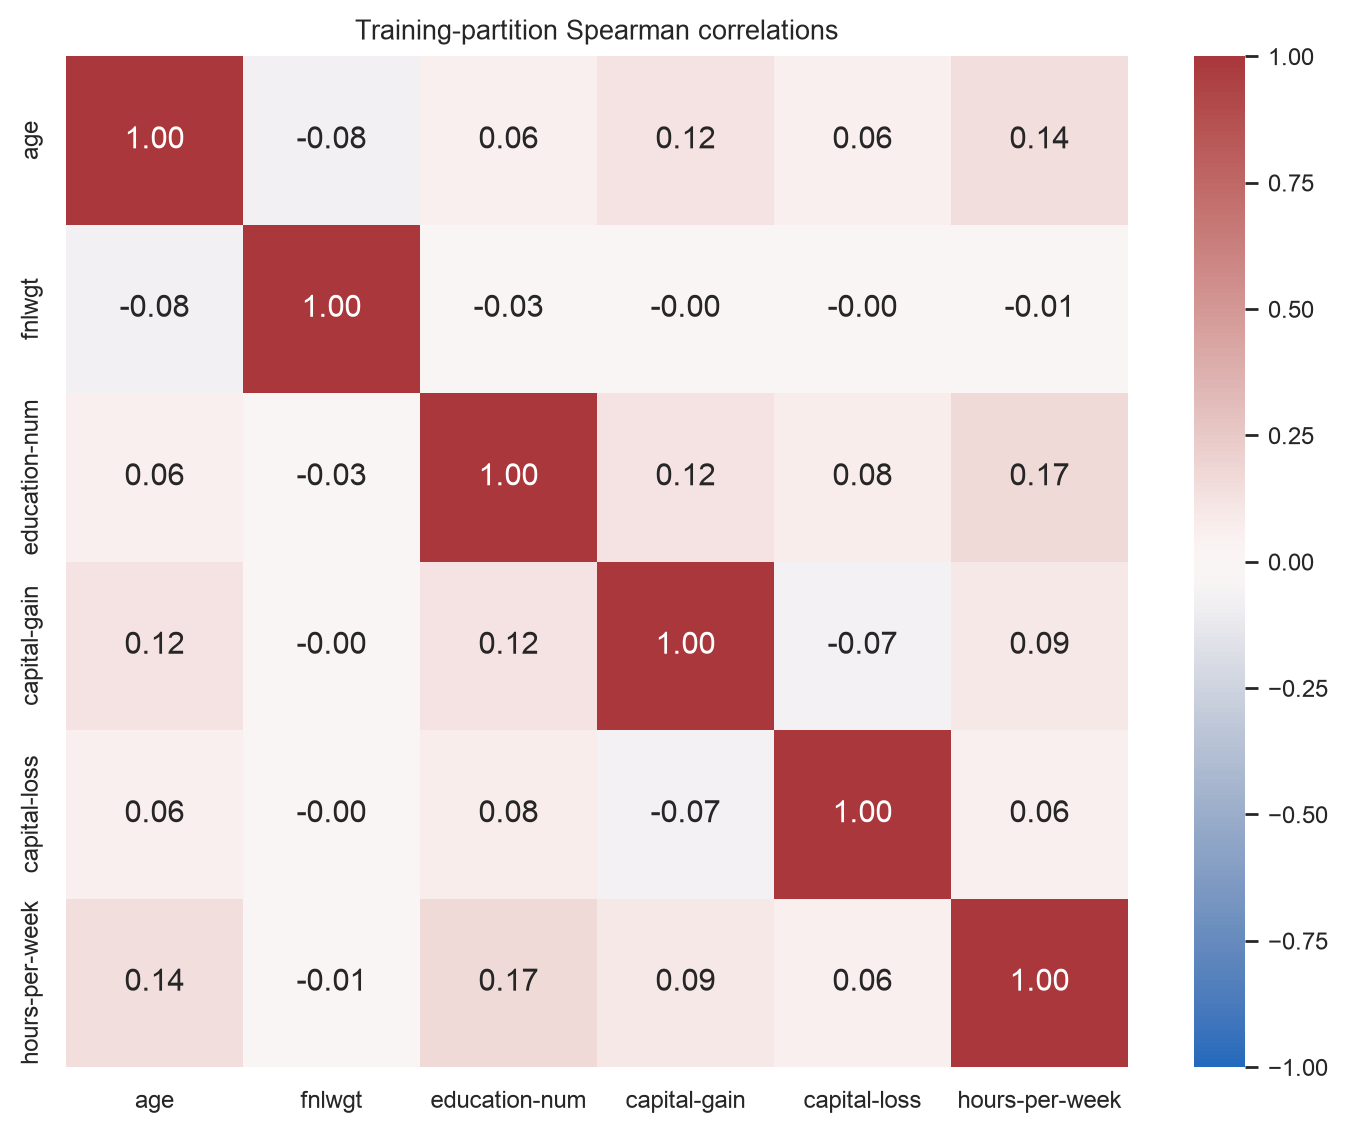 Training-partition Spearman correlations
age 1.00 -0.08 0.06 0.12 0.06 0.14
fnlwgt -0.08 1.00 -0.03 -0.00 -0.00 -0.01
education-num 0.06 -0.03 1.00 0.12 0.08 0.17
capital-gain 0.12 -0.00 0.12 1.00 -0.07 0.09
capital-loss 0.06 -0.00 0.08 -0.07 1.00 0.06
hours-per-week 0.14 -0.01 0.17 0.09 0.06 1.00
age fnlwgt education-num capital-gain capital-loss hours-per-week
1.00
0.75
0.50
0.25
0.00
−0.25
−0.50
−0.75
−1.00